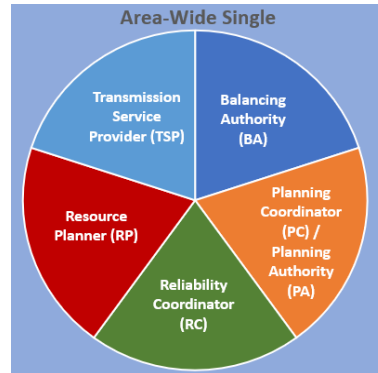 Area-Wide Single
Transmission
Service
Provider (TSP)
Balancing
Authority
(BA)
Planning
Coordinator
(PC) /
Planning
Authority
(PA)
Resource
Planner (RP)
Reliability
Coordinator
(RC)